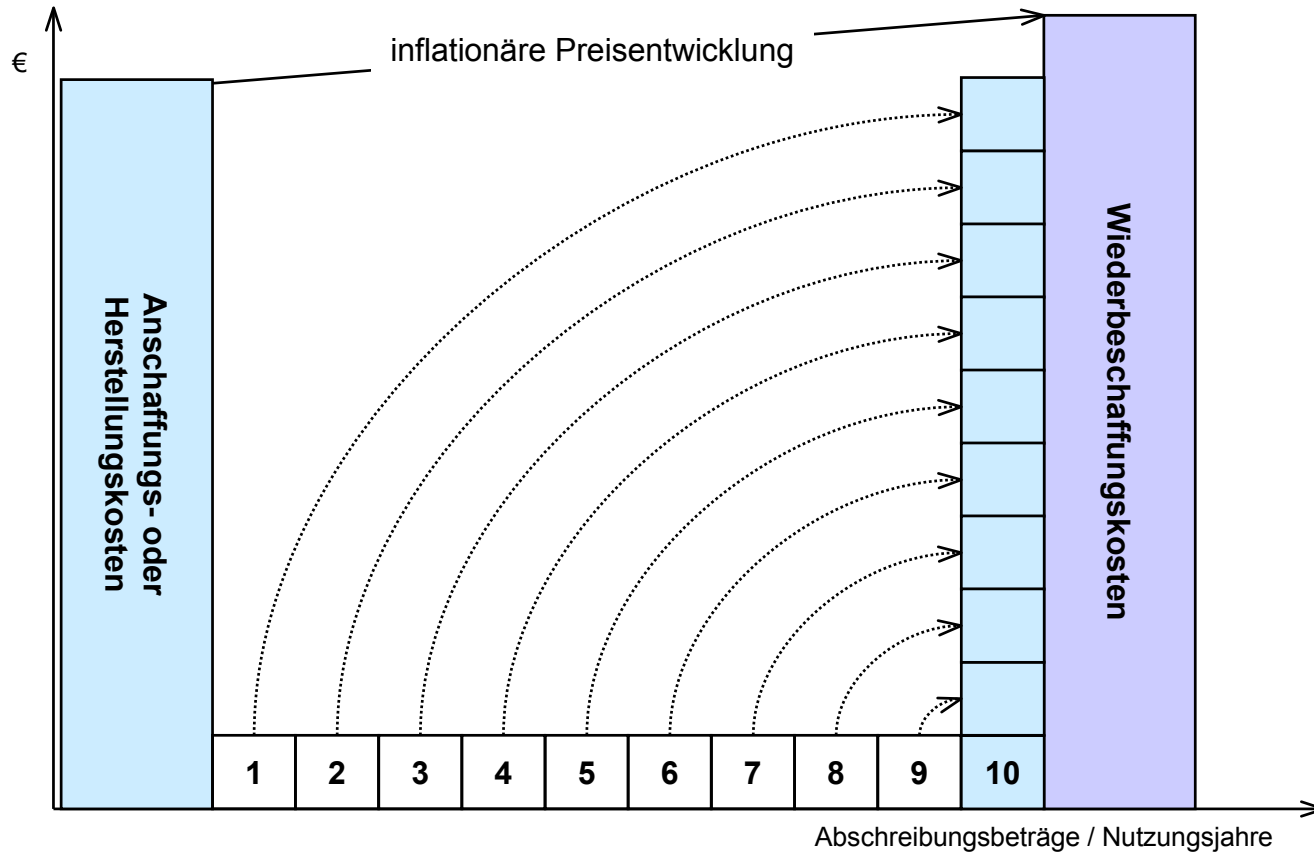 €
inflationäre Preisentwicklung
Anschaffungs- oder
Herstellungskosten
Wiederbeschaffungskosten
1 2 3 4 5 6 7 8 9 10
Abschreibungsbeträge / Nutzungsjahre